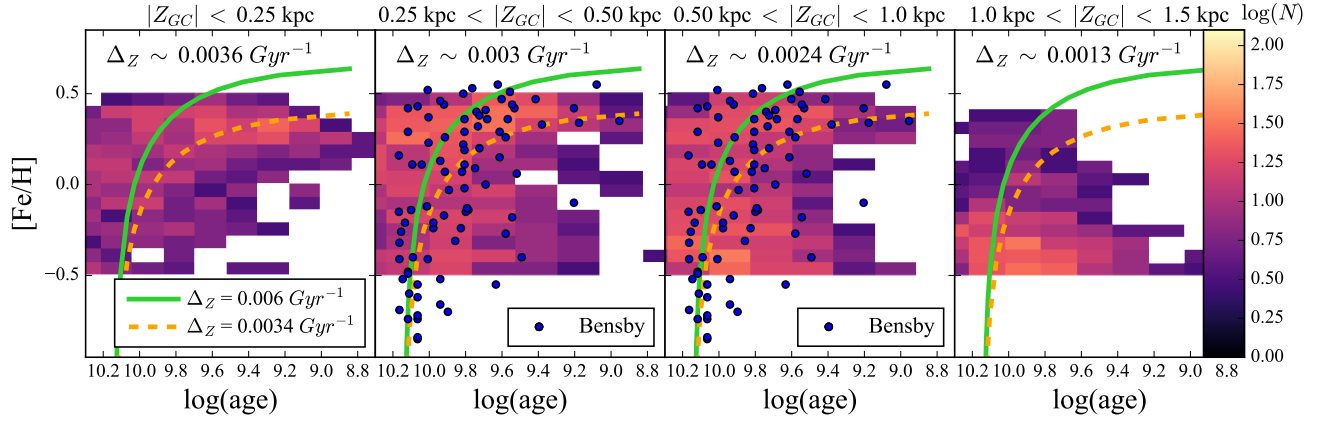 |Z_GC| < 0.25 kpc
0.25 kpc < |Z_GC| < 0.50 kpc
0.50 kpc < |Z_GC| < 1.0 kpc
1.0 kpc < |Z_GC| < 1.5 kpc
log(N)
Δ_Z ~ 0.0036 Gyr⁻¹
Δ_Z ~ 0.003 Gyr⁻¹
Δ_Z ~ 0.0024 Gyr⁻¹
Δ_Z ~ 0.0013 Gyr⁻¹
[Fe/H]
0.5
0.0
−0.5
Δ_Z = 0.006 Gyr⁻¹
Δ_Z = 0.0034 Gyr⁻¹
Bensby
Bensby
2.00
1.75
1.50
1.25
1.00
0.75
0.50
0.25
0.00
10.2 10.0 9.8 9.6 9.4 9.2 9.0 8.8
10.2 10.0 9.8 9.6 9.4 9.2 9.0 8.8
10.2 10.0 9.8 9.6 9.4 9.2 9.0 8.8
10.2 10.0 9.8 9.6 9.4 9.2 9.0
log(age)
log(age)
log(age)
log(age)